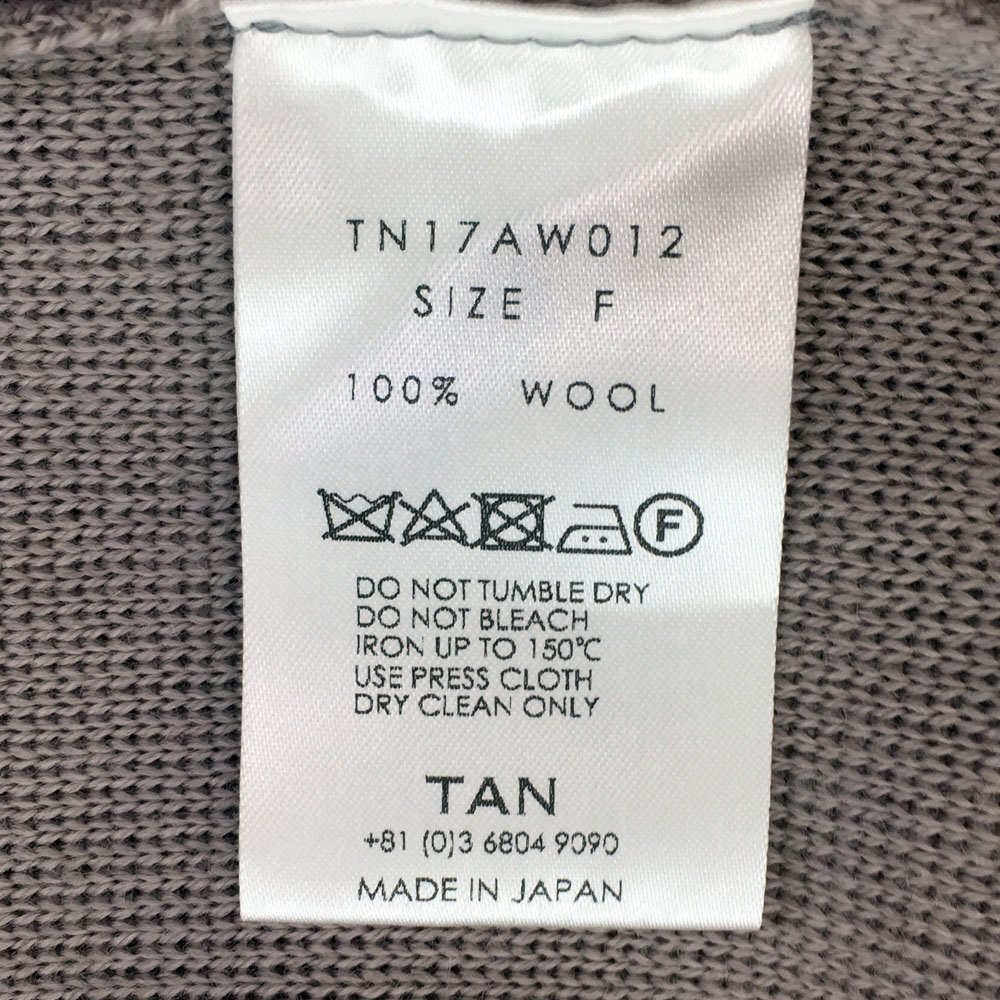 TN17AW012
SIZE F
100% WOOL
F
DO NOT TUMBLE DRY
DO NOT BLEACH
IRON UP TO 150°C
USE PRESS CLOTH
DRY CLEAN ONLY
TAN
+81 (0)3 6804 9090
MADE IN JAPAN